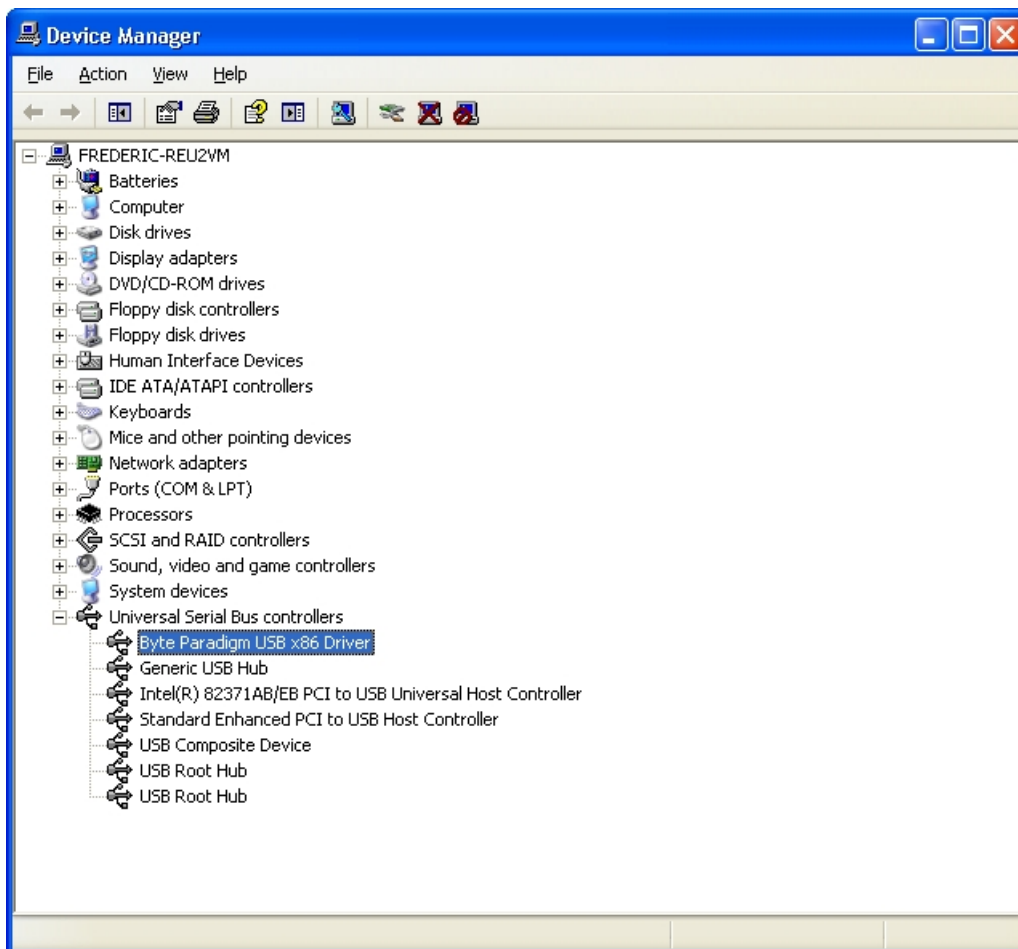 Device Manager
File Action View Help
FREDERIC-REU2VM
Batteries
Computer
Disk drives
Display adapters
DVD/CD-ROM drives
Floppy disk controllers
Floppy disk drives
Human Interface Devices
IDE ATA/ATAPI controllers
Keyboards
Mice and other pointing devices
Network adapters
Ports (COM & LPT)
Processors
SCSI and RAID controllers
Sound, video and game controllers
System devices
Universal Serial Bus controllers
Byte Paradigm USB x86 Driver
Generic USB Hub
Intel(R) 82371AB/EB PCI to USB Universal Host Controller
Standard Enhanced PCI to USB Host Controller
USB Composite Device
USB Root Hub
USB Root Hub